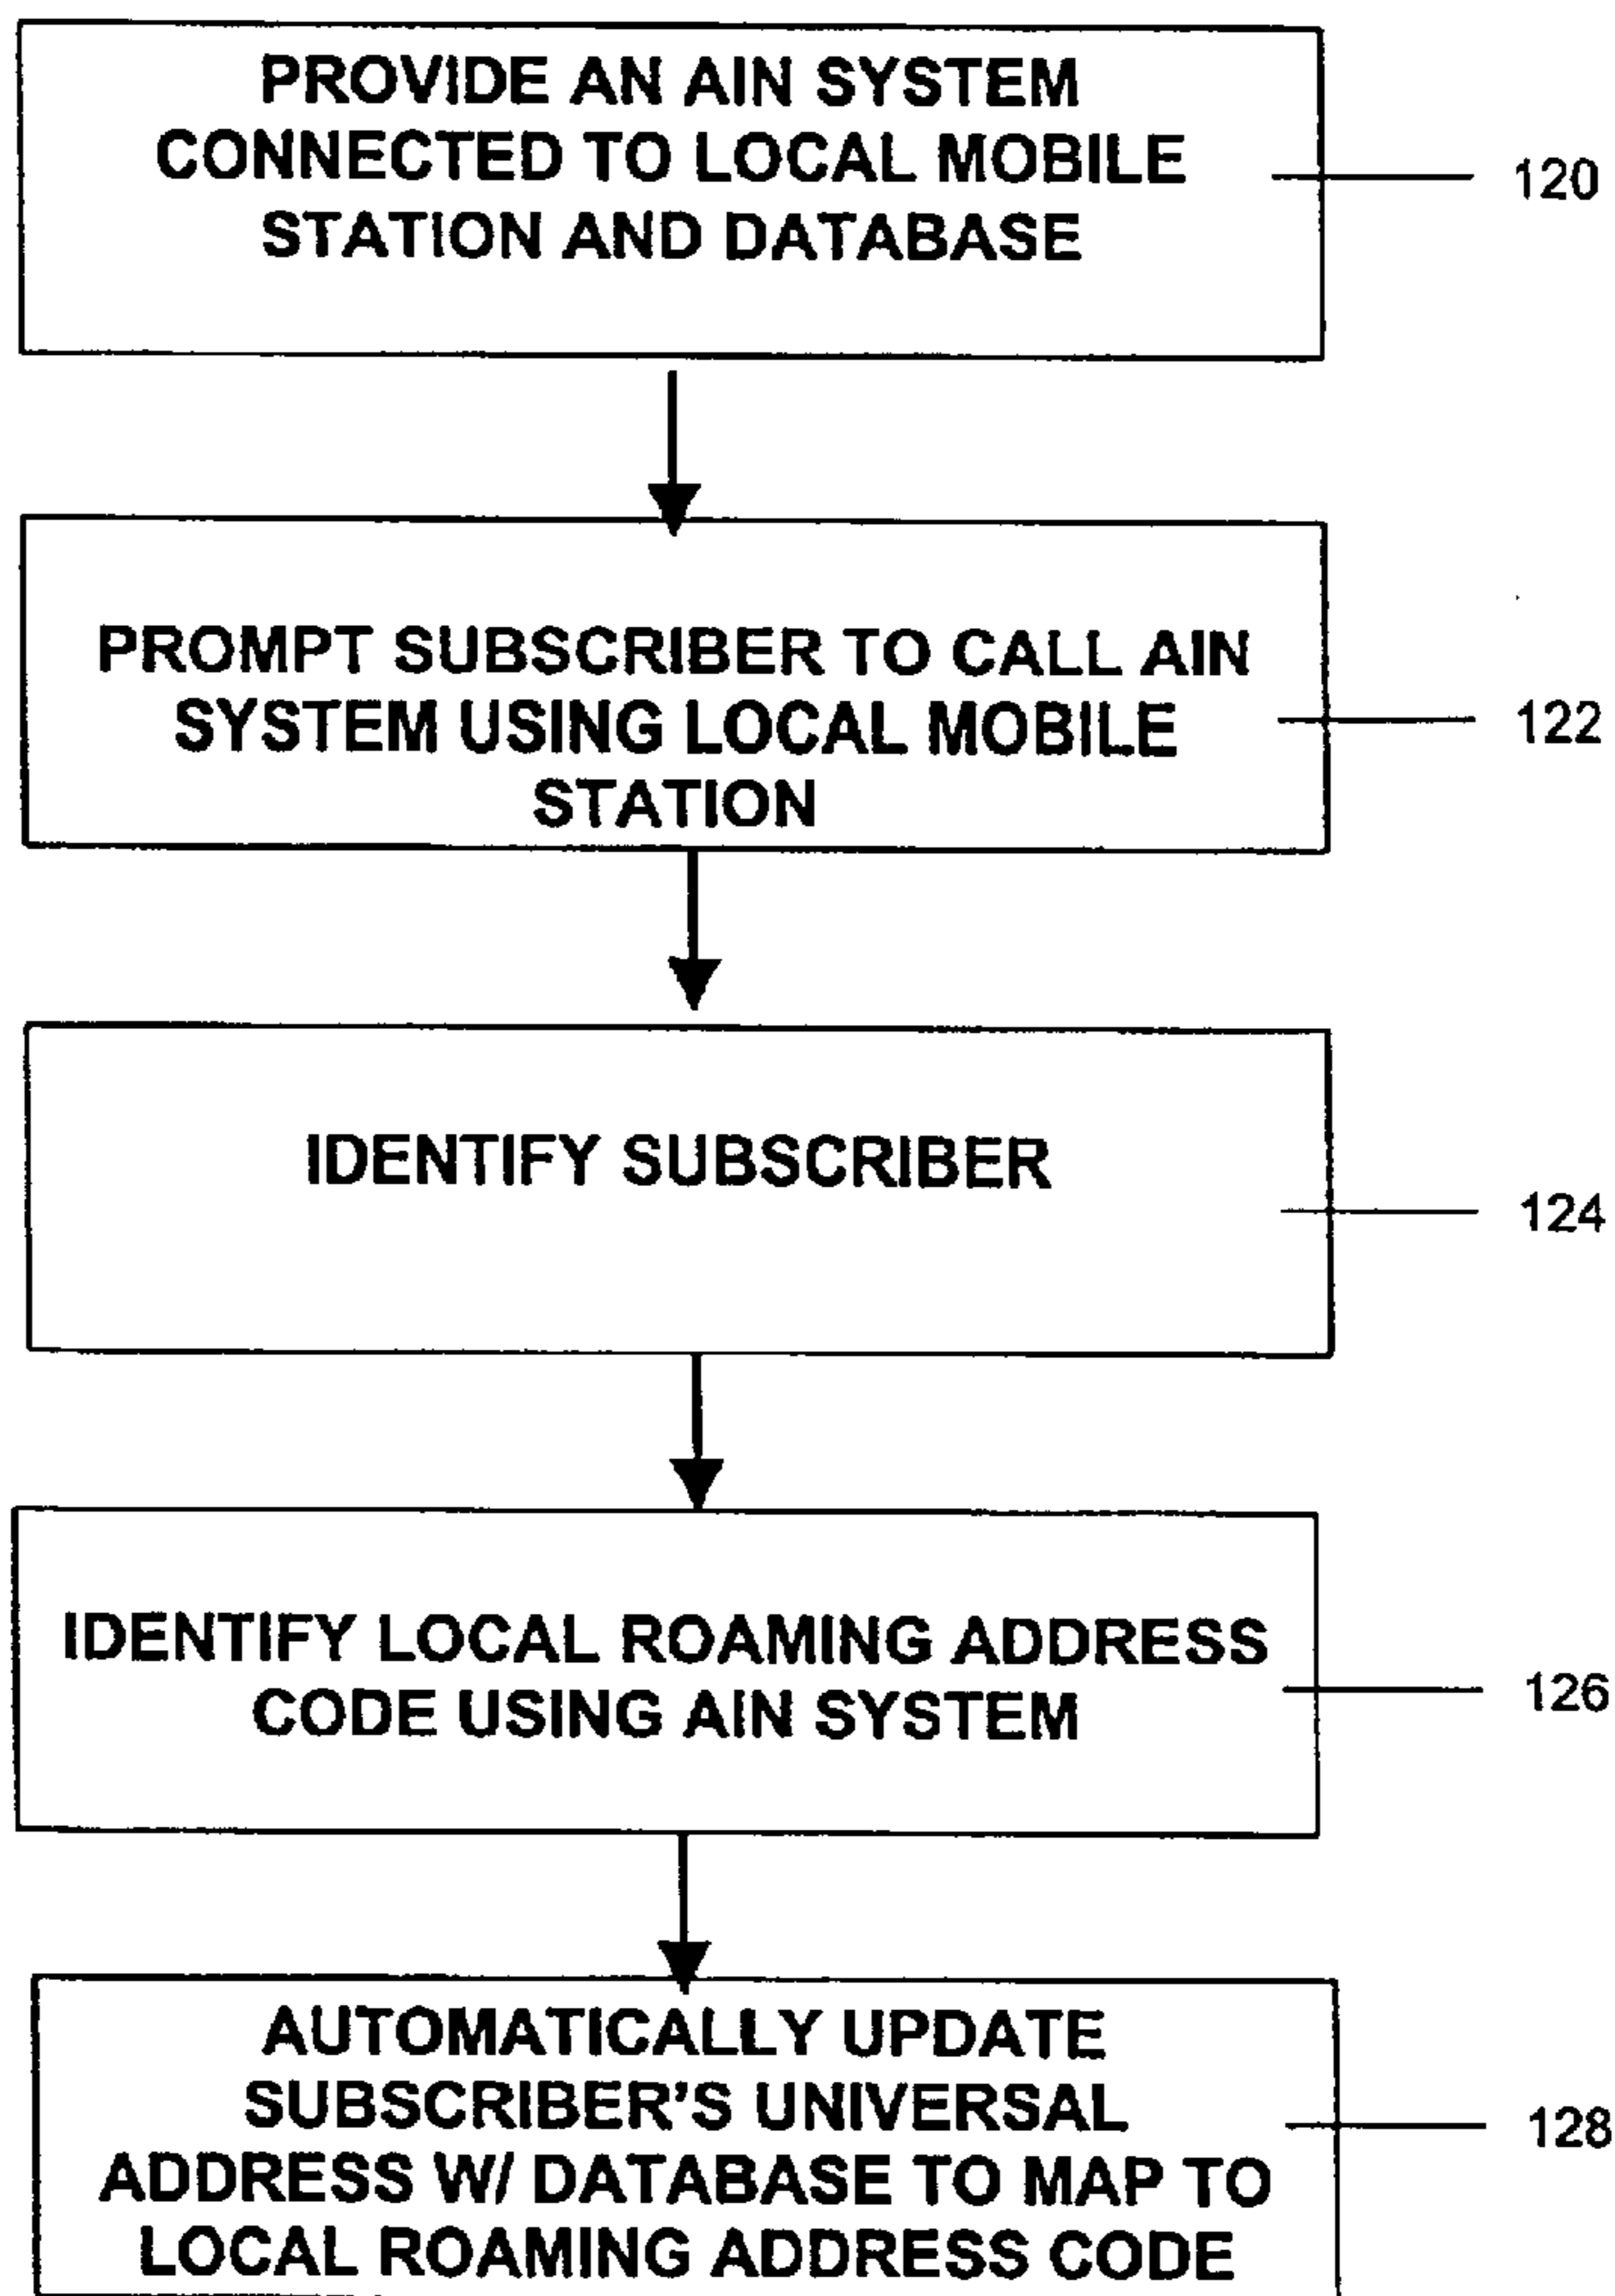 PROVIDE AN AIN SYSTEM
CONNECTED TO LOCAL MOBILE
STATION AND DATABASE
120
PROMPT SUBSCRIBER TO CALL AIN
SYSTEM USING LOCAL MOBILE
STATION
122
IDENTIFY SUBSCRIBER
124
IDENTIFY LOCAL ROAMING ADDRESS
CODE USING AIN SYSTEM
126
AUTOMATICALLY UPDATE
SUBSCRIBER'S UNIVERSAL
ADDRESS W/ DATABASE TO MAP TO
LOCAL ROAMING ADDRESS CODE
128